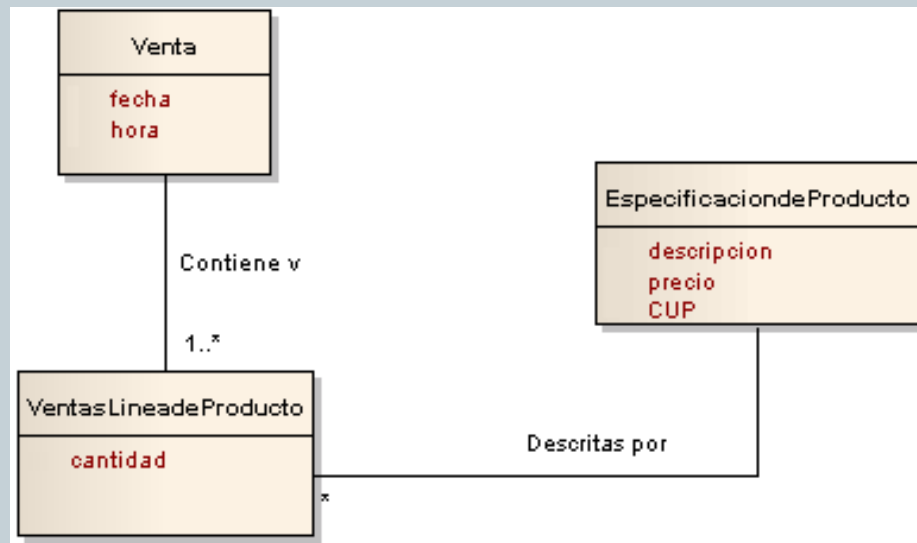 Venta
fecha
hora
Contiene v
1..*
VentasLineadeProducto
cantidad
*
Descritas por
EspecificaciondeProducto
descripcion
precio
CUP